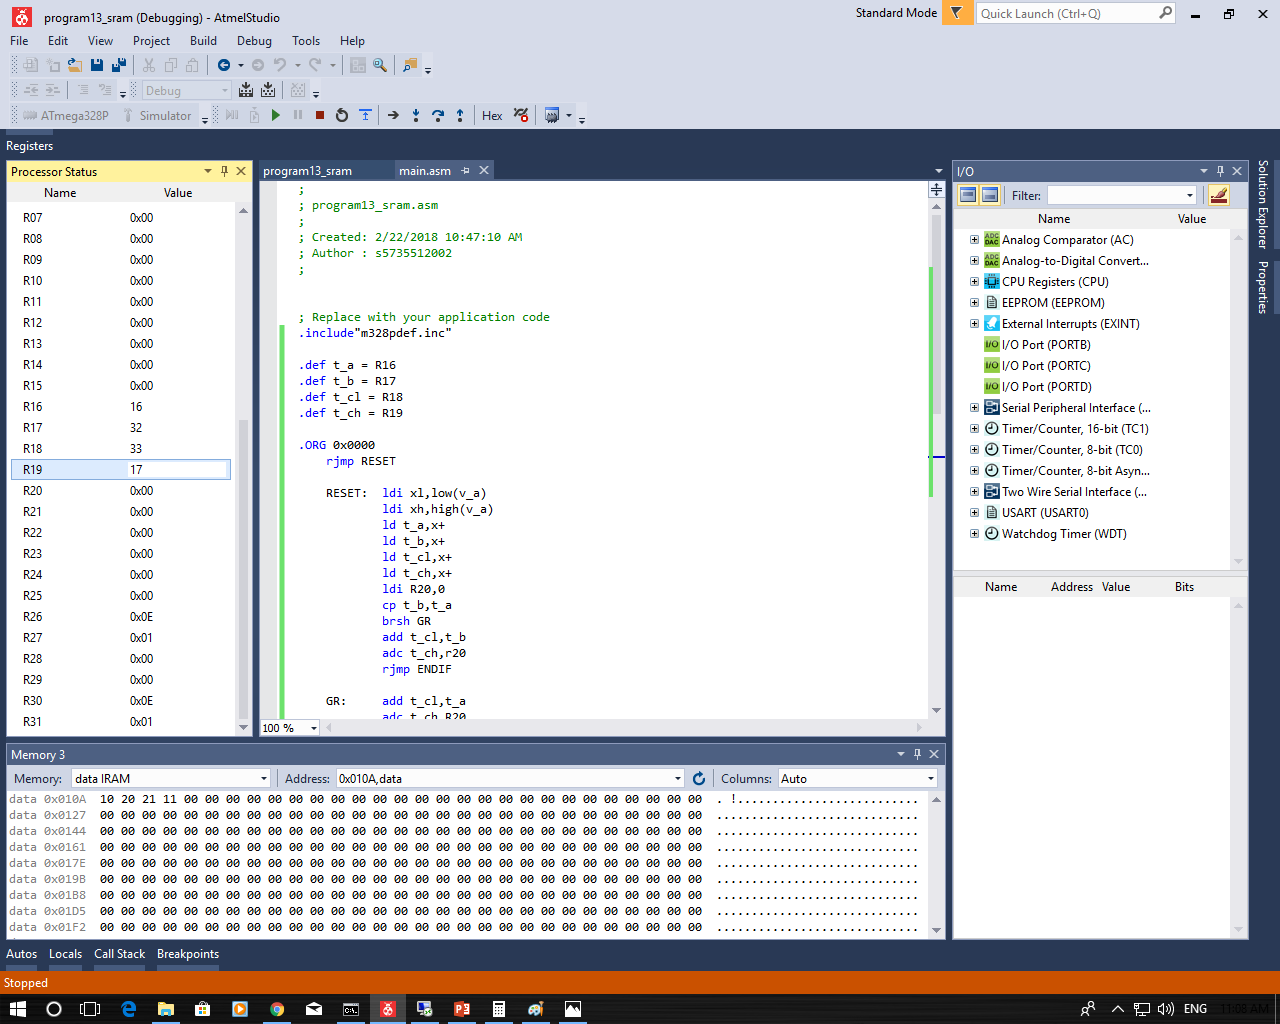 program13_sram (Debugging) - AtmelStudio
Standard Mode
Quick Launch (Ctrl+Q)
File Edit View Project Build Debug Tools Help
Debug
ATmega328P Simulator Hex
Registers
Processor Status
Name Value
R07 0x00
R08 0x00
R09 0x00
R10 0x00
R11 0x00
R12 0x00
R13 0x00
R14 0x00
R15 0x00
R16 16
R17 32
R18 33
R19 17
R20 0x00
R21 0x00
R22 0x00
R23 0x00
R24 0x00
R25 0x00
R26 0x0E
R27 0x01
R28 0x00
R29 0x00
R30 0x0E
R31 0x01
program13_sram main.asm
;
; program13_sram.asm
;
; Created: 2/22/2018 10:47:10 AM
; Author : s5735512002
;
; Replace with your application code
.include"m328pdef.inc"
.def t_a = R16
.def t_b = R17
.def t_cl = R18
.def t_ch = R19
.ORG 0x0000
rjmp RESET
RESET: ldi xl,low(v_a)
ldi xh,high(v_a)
ld t_a,x+
ld t_b,x+
ld t_cl,x+
ld t_ch,x+
ldi R20,0
cp t_b,t_a
brsh GR
add t_cl,t_b
adc t_ch,r20
rjmp ENDIF
GR: add t_cl,t_a
adc t_ch,R20
100 %
I/O
Filter:
Name Value
Analog Comparator (AC)
Analog-to-Digital Convert...
CPU Registers (CPU)
EEPROM (EEPROM)
External Interrupts (EXINT)
I/O Port (PORTB)
I/O Port (PORTC)
I/O Port (PORTD)
Serial Peripheral Interface (...
Timer/Counter, 16-bit (TC1)
Timer/Counter, 8-bit (TC0)
Timer/Counter, 8-bit Asyn...
Two Wire Serial Interface (...
USART (USART0)
Watchdog Timer (WDT)
Name Address Value Bits
Solution Explorer
Properties
Memory 3
Memory: data IRAM Address: 0x010A,data Columns: Auto
data 0x010A 10 20 21 11 00 00 00 00 00 00 00 00 00 00 00 00 00 00 00 00 00 00 00 00 00 00 00 00 00 . !..........................
data 0x0127 00 00 00 00 00 00 00 00 00 00 00 00 00 00 00 00 00 00 00 00 00 00 00 00 00 00 00 00 00 .............................
data 0x0144 00 00 00 00 00 00 00 00 00 00 00 00 00 00 00 00 00 00 00 00 00 00 00 00 00 00 00 00 00 .............................
data 0x0161 00 00 00 00 00 00 00 00 00 00 00 00 00 00 00 00 00 00 00 00 00 00 00 00 00 00 00 00 00 .............................
data 0x017E 00 00 00 00 00 00 00 00 00 00 00 00 00 00 00 00 00 00 00 00 00 00 00 00 00 00 00 00 00 .............................
data 0x019B 00 00 00 00 00 00 00 00 00 00 00 00 00 00 00 00 00 00 00 00 00 00 00 00 00 00 00 00 00 .............................
data 0x01B8 00 00 00 00 00 00 00 00 00 00 00 00 00 00 00 00 00 00 00 00 00 00 00 00 00 00 00 00 00 .............................
data 0x01D5 00 00 00 00 00 00 00 00 00 00 00 00 00 00 00 00 00 00 00 00 00 00 00 00 00 00 00 00 00 .............................
data 0x01F2 00 00 00 00 00 00 00 00 00 00 00 00 00 00 00 00 00 00 00 00 00 00 00 00 00 00 00 00 00 .............................
Autos Locals Call Stack Breakpoints
Stopped
ENG 11:08 AM